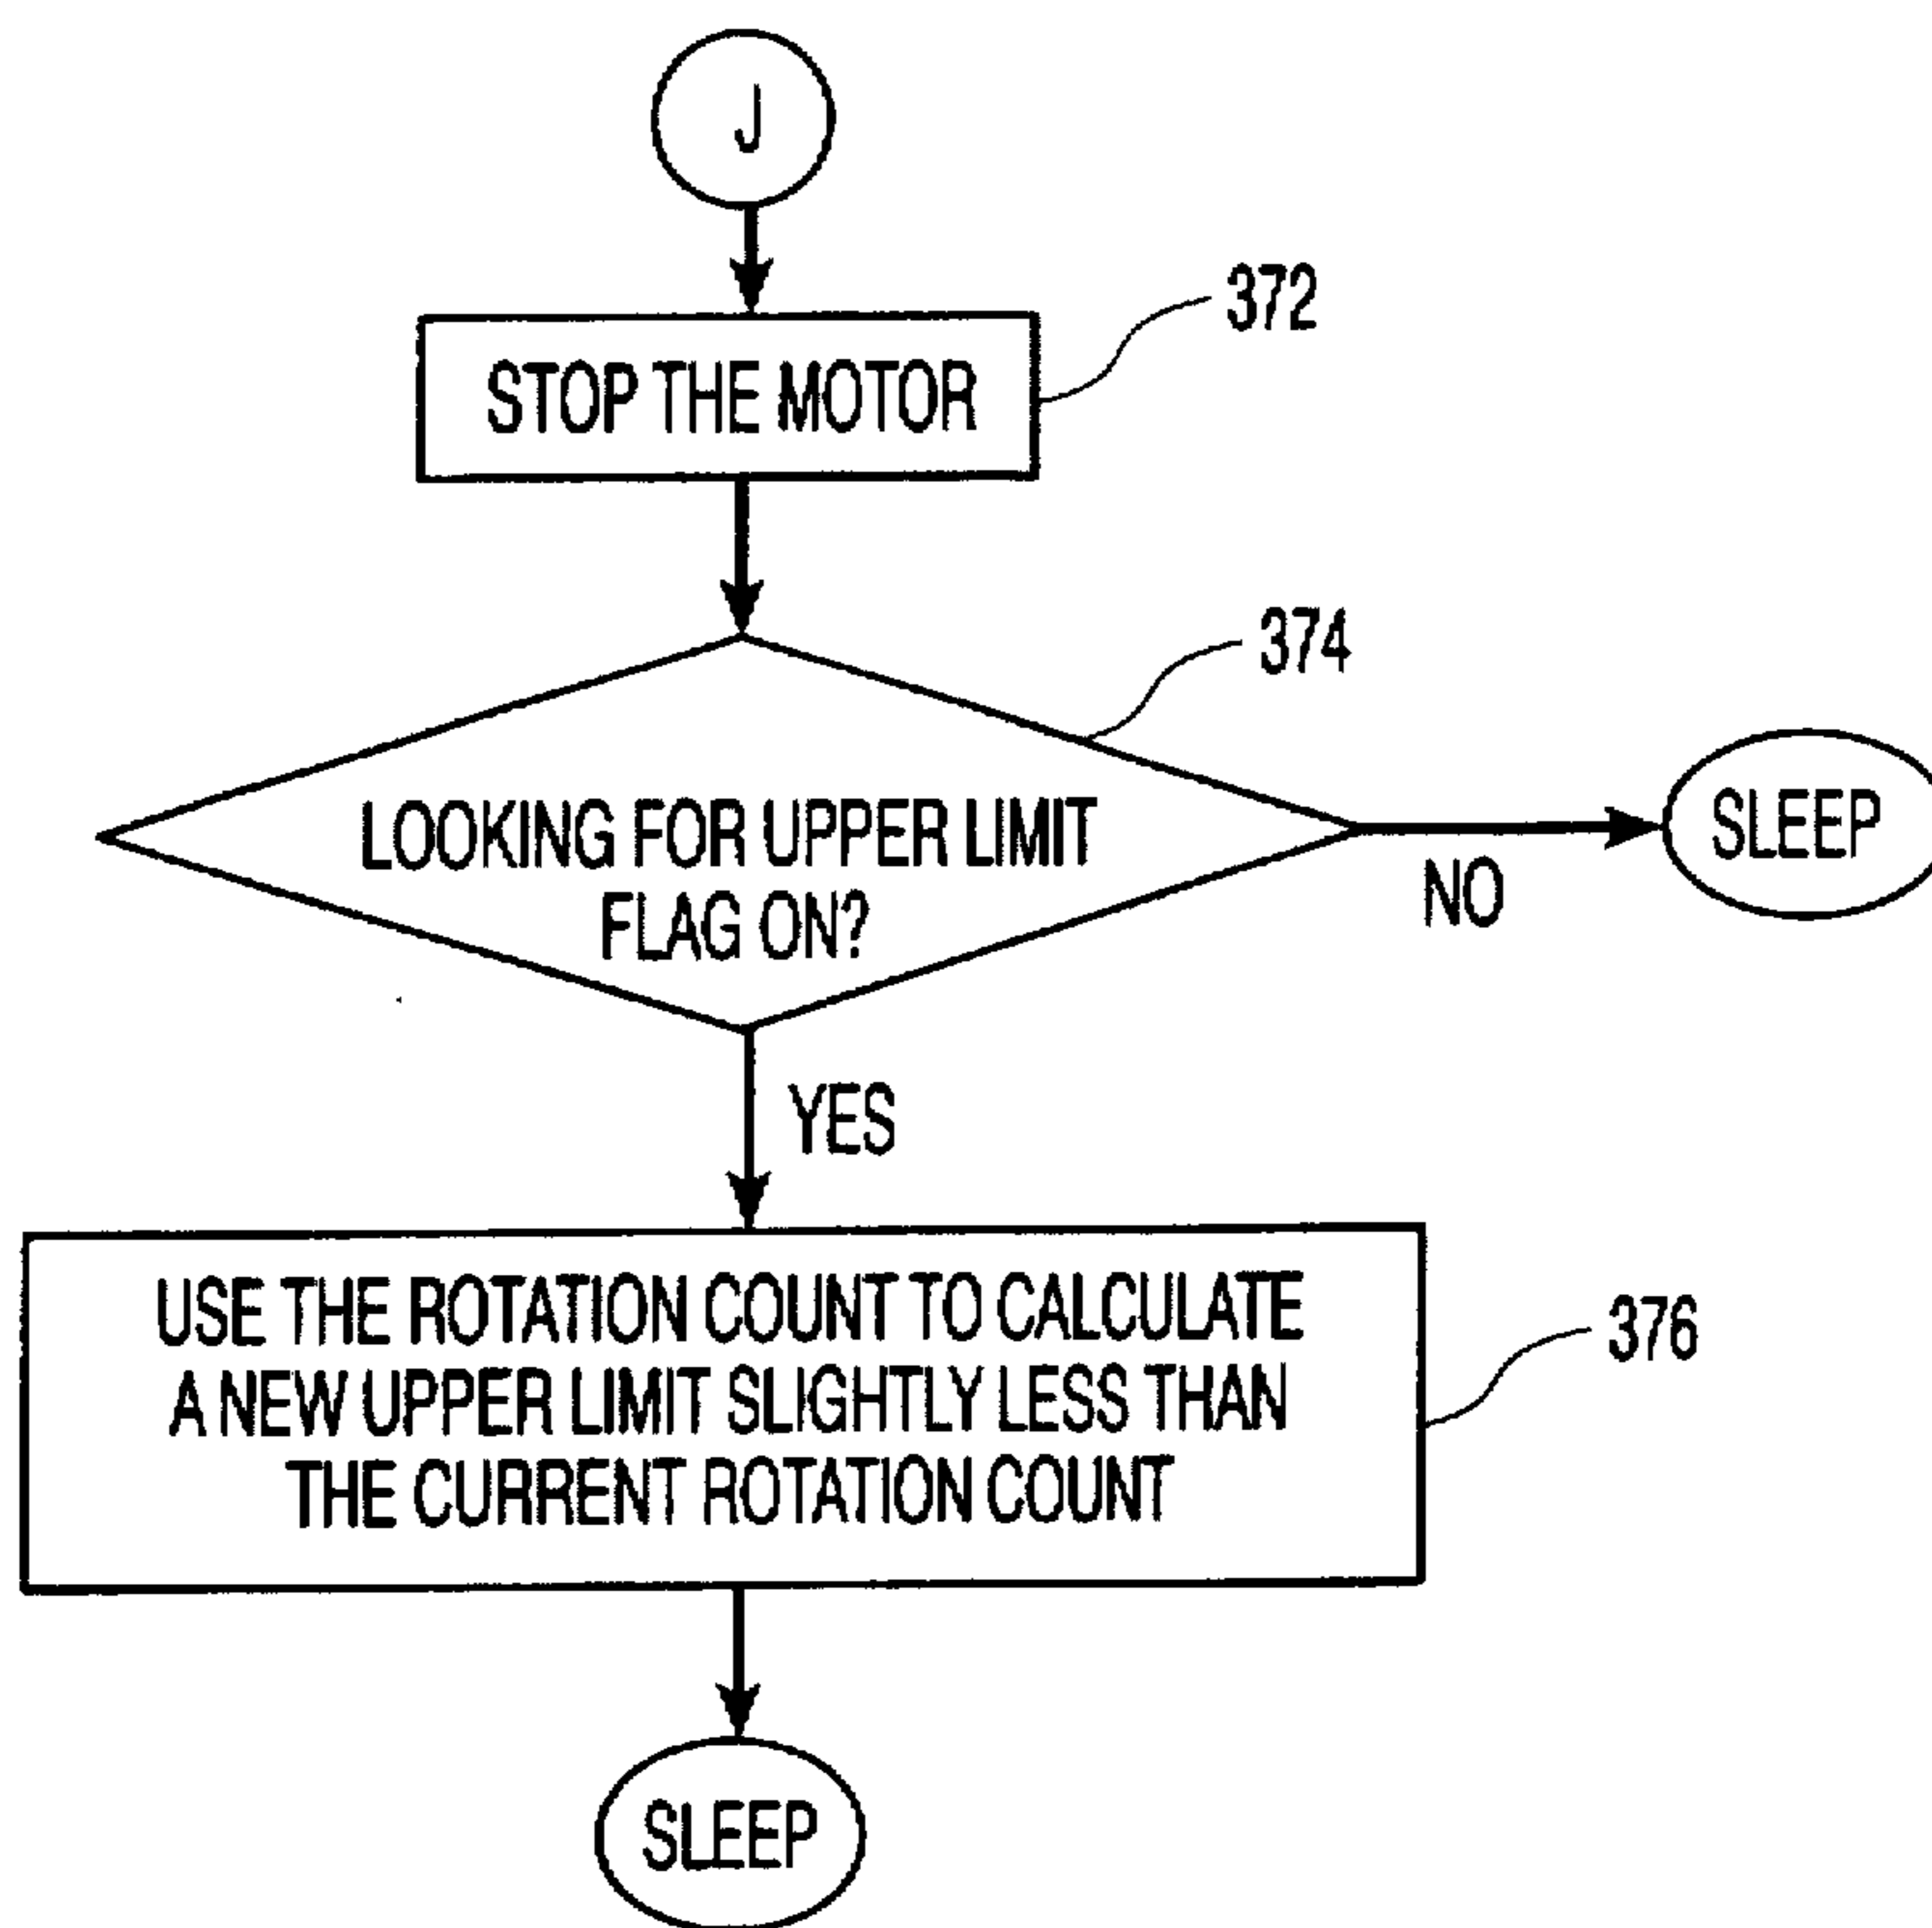 J
STOP THE MOTOR
372
LOOKING FOR UPPER LIMIT
FLAG ON?
374
NO
SLEEP
YES
USE THE ROTATION COUNT TO CALCULATE
A NEW UPPER LIMIT SLIGHTLY LESS THAN
THE CURRENT ROTATION COUNT
376
SLEEP